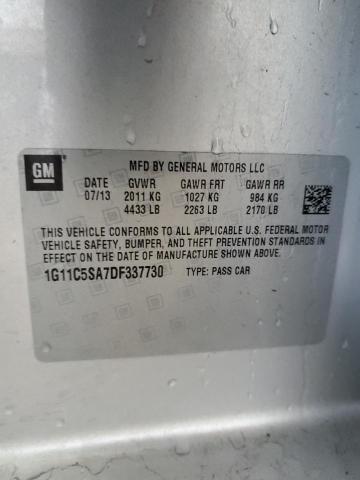 GM
MFD BY GENERAL MOTORS LLC
DATE GVWR GAWR FRT GAWR RR
07/13 2011 KG 1027 KG 984 KG
4433 LB 2263 LB 2170 LB
THIS VEHICLE CONFORMS TO ALL APPLICABLE U.S. FEDERAL MOTOR
VEHICLE SAFETY, BUMPER, AND THEFT PREVENTION STANDARDS IN
EFFECT ON THE DATE OF MANUFACTURE SHOWN ABOVE.
1G11C5SA7DF337730 TYPE: PASS CAR